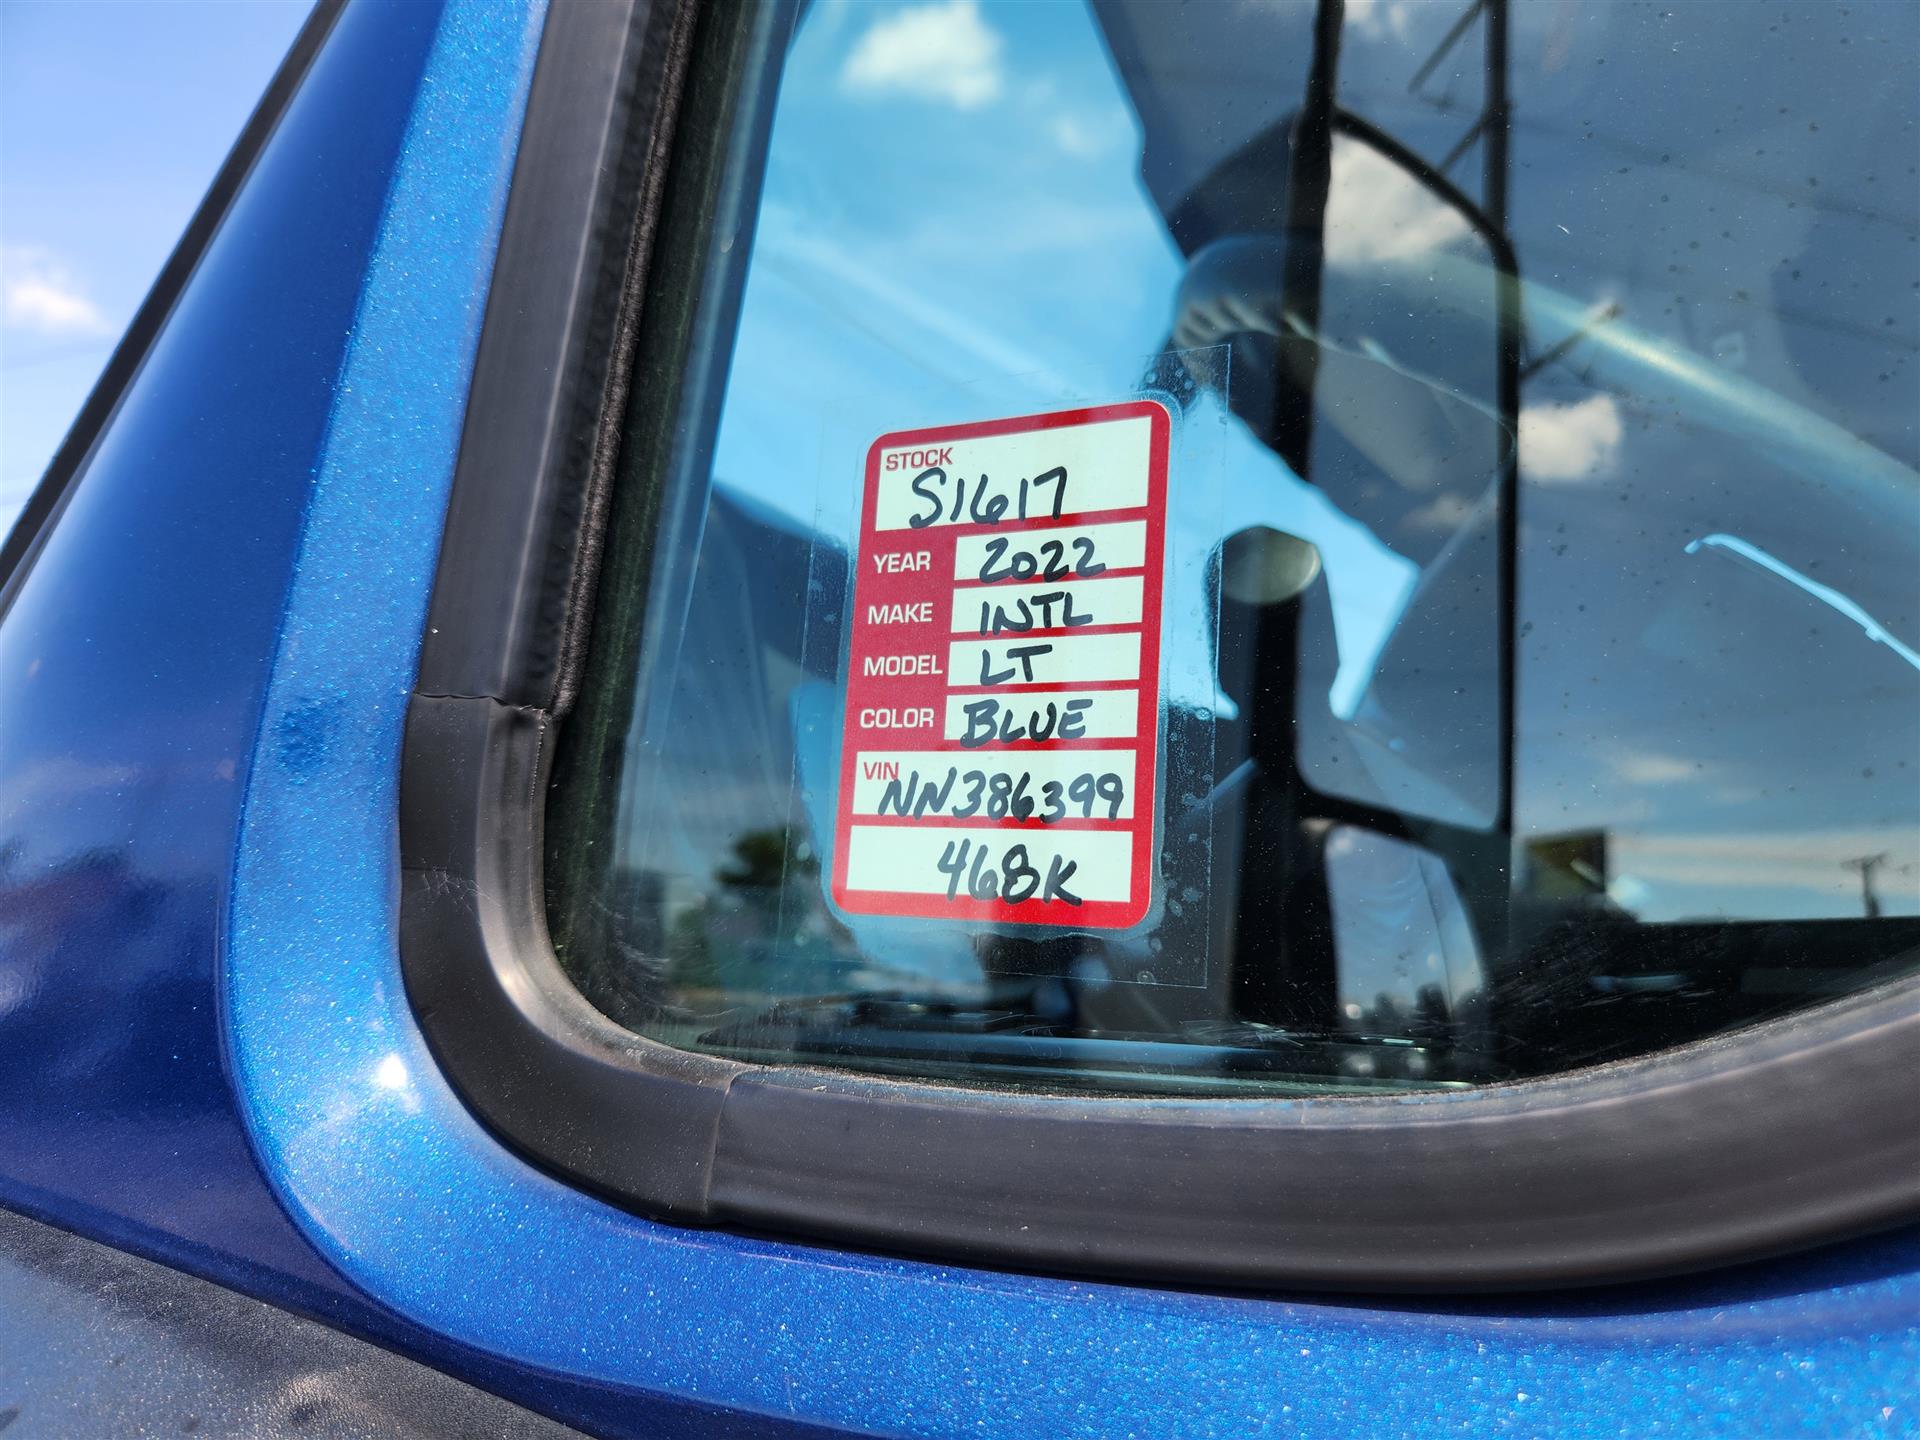 STOCK
S1617
YEAR 2022
MAKE INTL
MODEL LT
COLOR BLUE
VIN
NN386399
468K